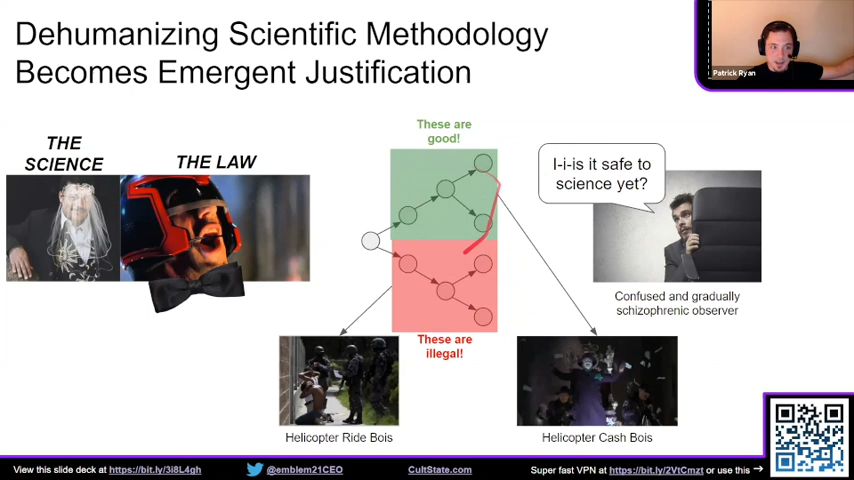 Dehumanizing Scientific Methodology
Becomes Emergent Justification
Patrick Ryan
THE
SCIENCE
THE LAW
These are
good!
I-i-is it safe to
science yet?
Confused and gradually
schizophrenic observer
These are
illegal!
Helicopter Ride Bois
Helicopter Cash Bois
View this slide deck at https://bit.ly/3i8L4gh
@emblem21CEO
CultState.com
Super fast VPN at https://bit.ly/2VtCmzt or use this →